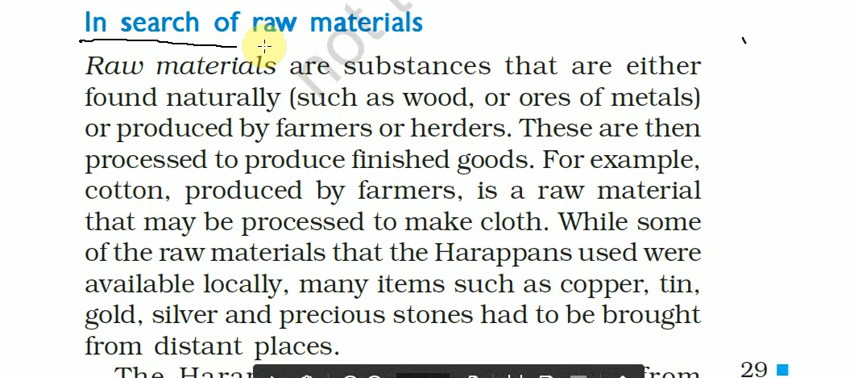 In search of raw materials
Raw materials are substances that are either
found naturally (such as wood, or ores of metals)
or produced by farmers or herders. These are then
processed to produce finished goods. For example,
cotton, produced by farmers, is a raw material
that may be processed to make cloth. While some
of the raw materials that the Harappans used were
available locally, many items such as copper, tin,
gold, silver and precious stones had to be brought
from distant places.
The
from
29